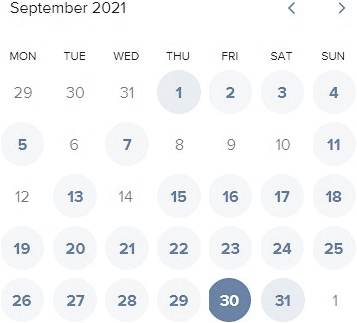 September 2021
MON TUE WED THU FRI SAT SUN
29 30 31 1 2 3 4
5 6 7 8 9 10 11
12 13 14 15 16 17 18
19 20 21 22 23 24 25
26 27 28 29 30 31 1